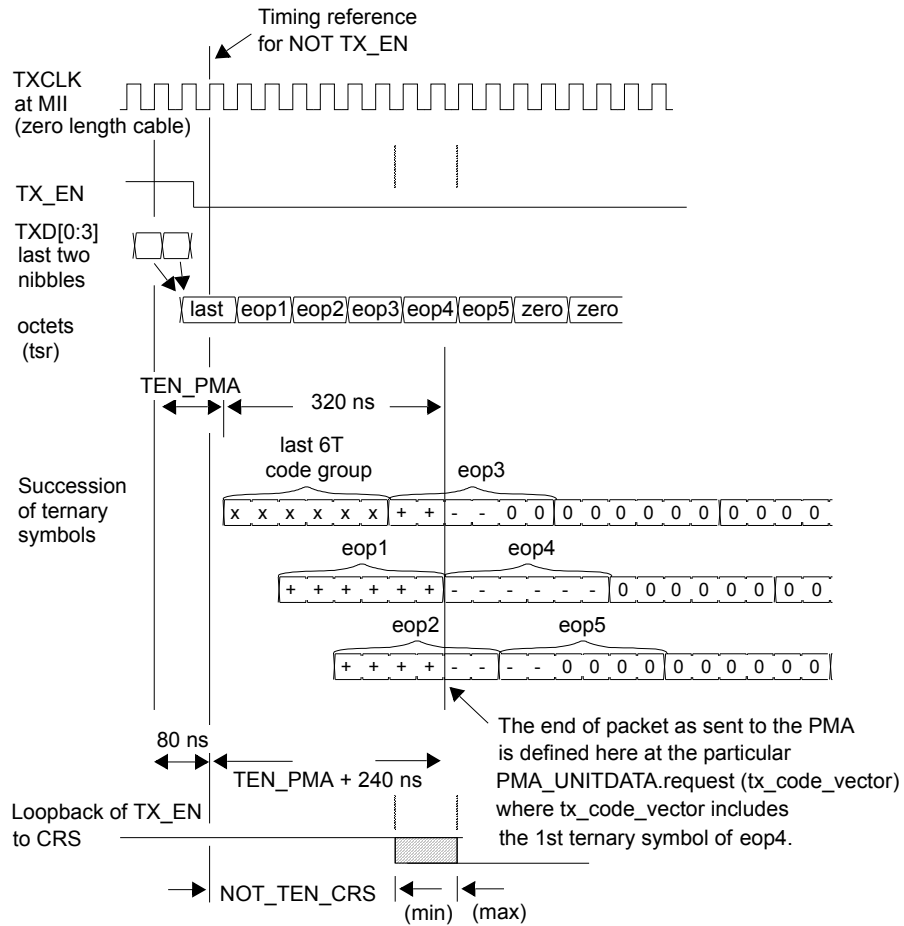 Timing reference
for NOT TX_EN
TXCLK
at MII
(zero length cable)
TX_EN
TXD[0:3]
last two
nibbles
last eop1 eop2 eop3 eop4 eop5 zero zero
octets
(tsr)
TEN_PMA
320 ns
last 6T
code group
eop3
Succession
of ternary
symbols
x x x x x x + + - - 0 0 0 0 0 0 0 0 0 0 0 0
eop1
eop4
+ + + + + + - - - - - - 0 0 0 0 0 0 0 0
eop2
eop5
+ + + + - - - - 0 0 0 0 0 0 0 0 0 0
The end of packet as sent to the PMA
is defined here at the particular
PMA_UNITDATA.request (tx_code_vector)
where tx_code_vector includes
the 1st ternary symbol of eop4.
80 ns
TEN_PMA + 240 ns
Loopback of TX_EN
to CRS
NOT_TEN_CRS
(min) (max)